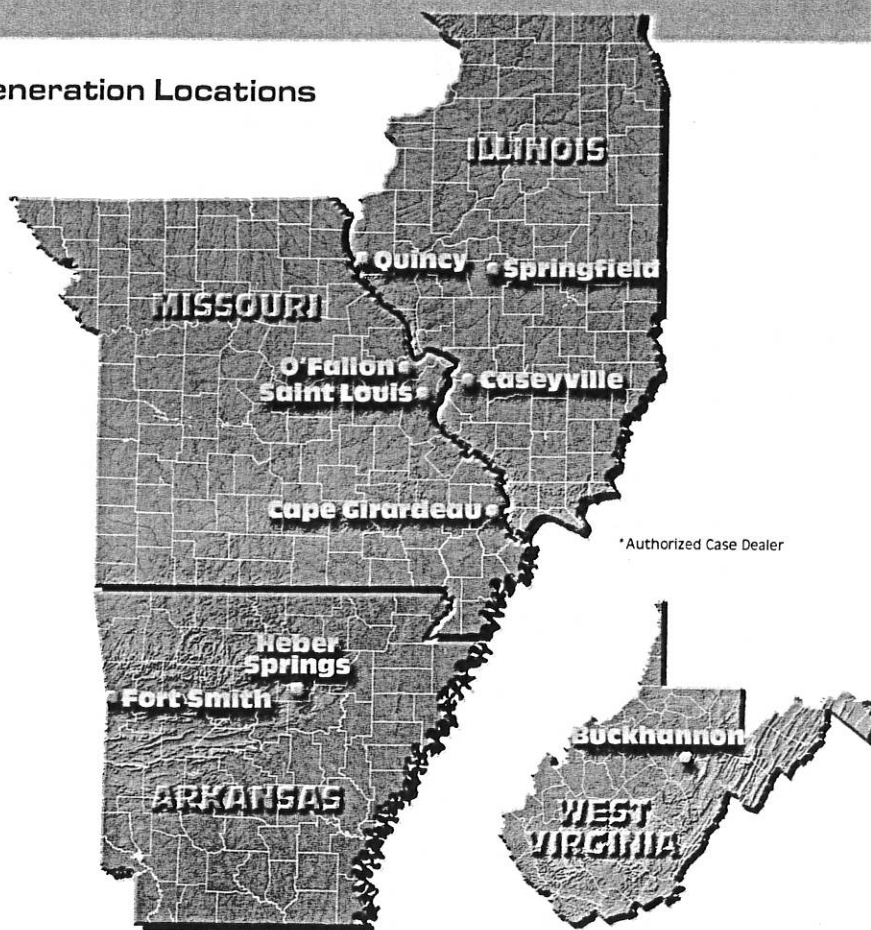 eneration Locations
ILLINOIS
Quincy
Springfield
MISSOURI
O'Fallon
Saint Louis
Caseyville
Cape Girardeau
*Authorized Case Dealer
Heber
Springs
Fort Smith
Buckhannon
ARKANSAS
WEST
VIRGINIA